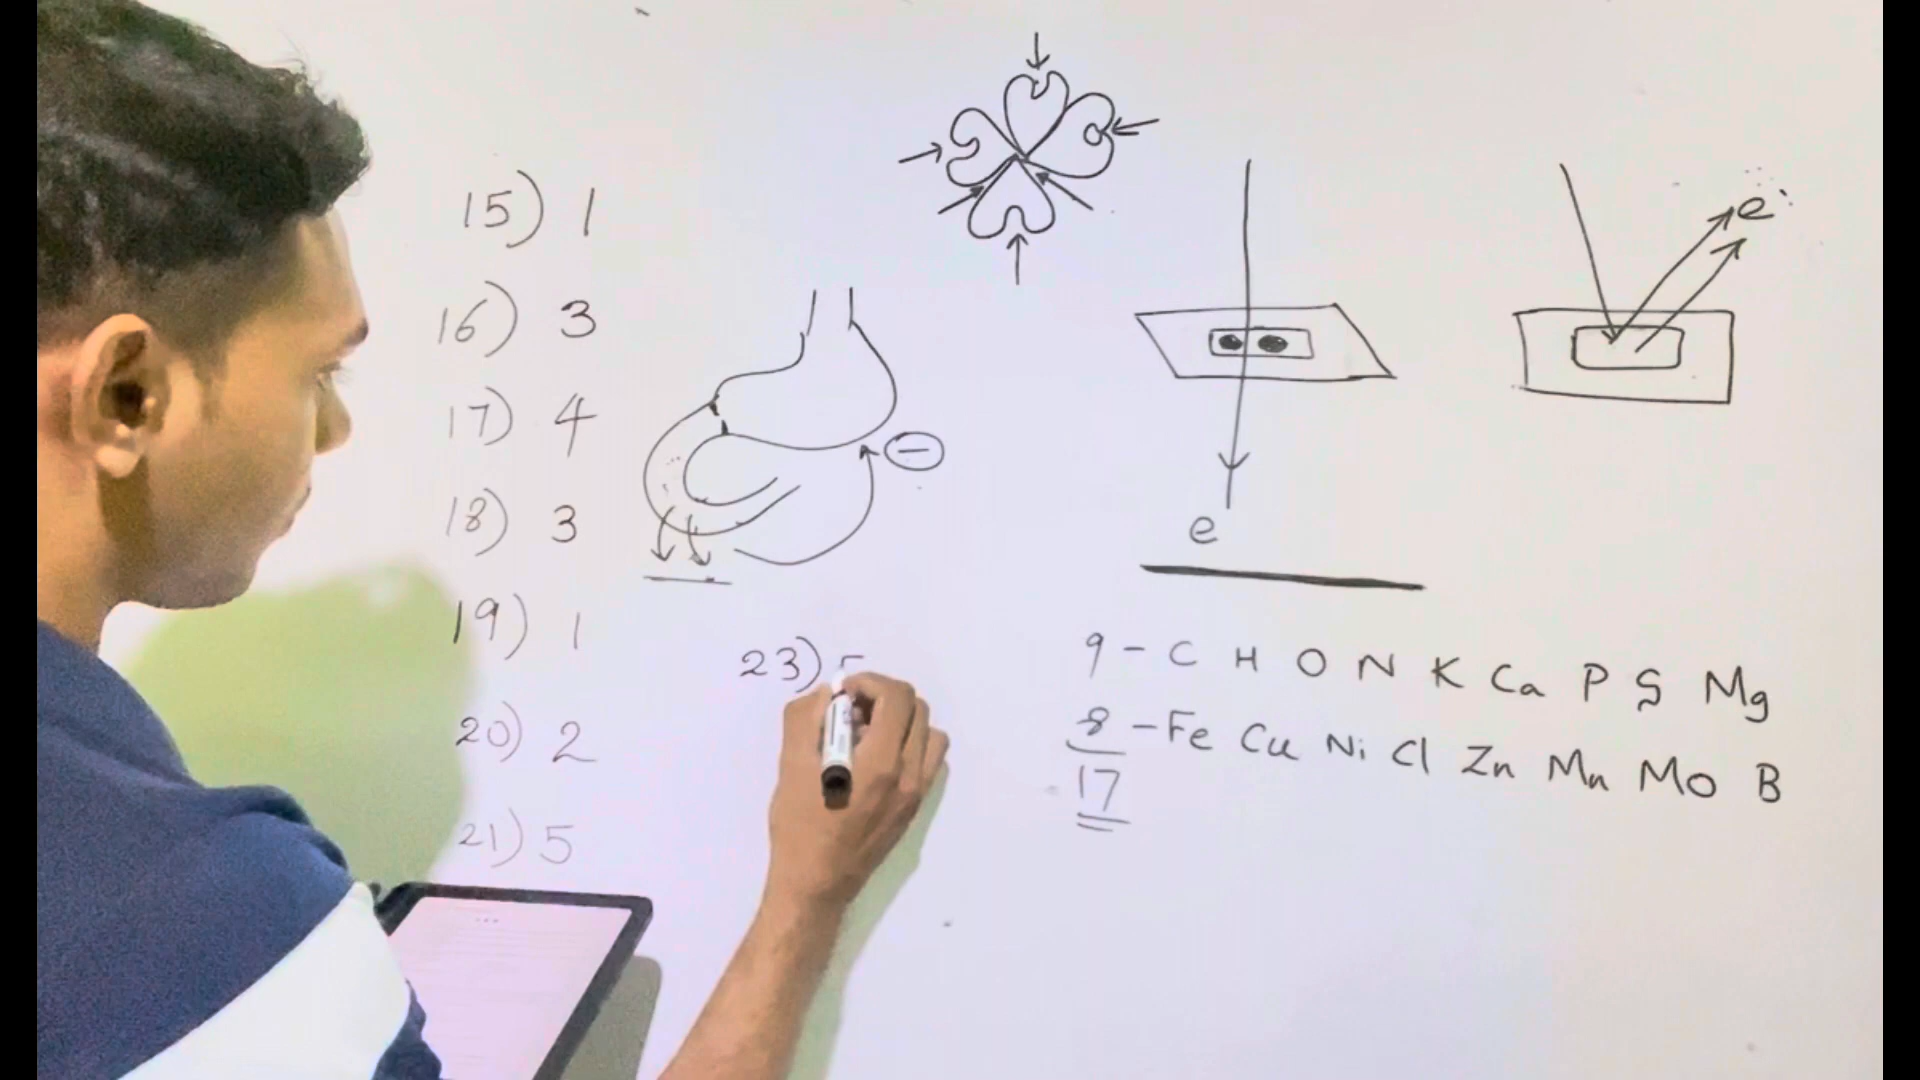 15) 1
16) 3
17) 4
18) 3
19) 1
20) 2
21) 5
e
e
23)
9 - C H O N K Ca P S Mg
8 - Fe Cu Ni Cl Zn Mn Mo B
17